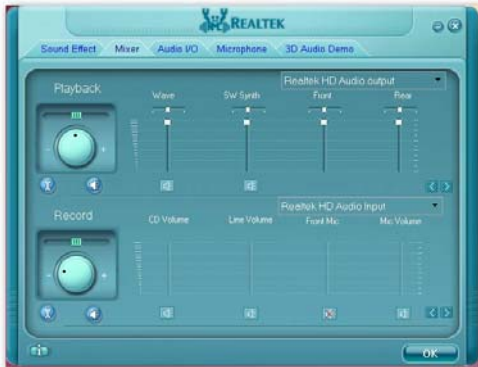 REALTEK
Sound Effect Mixer Audio I/O Microphone 3D Audio Demo
Realtek HD Audio output
Playback
Wave SW Synth Front Rear
- +
Realtek HD Audio Input
Record
CD Volume Line Volume Front Mic Mic Volume
- +
OK